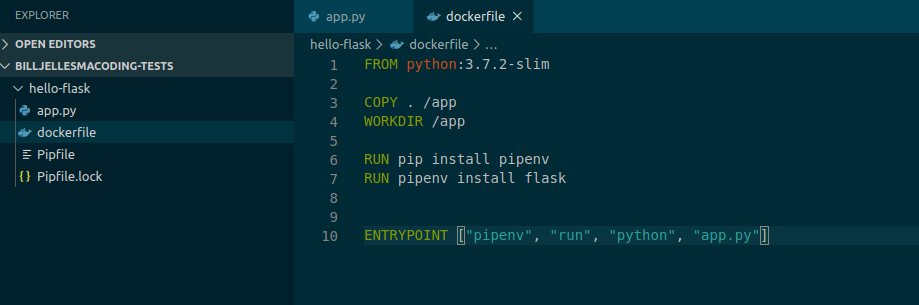 EXPLORER
OPEN EDITORS
BILLJELLESMACODING-TESTS
hello-flask
app.py
dockerfile
Pipfile
Pipfile.lock
app.py
dockerfile
hello-flask > dockerfile > ...
1 FROM python:3.7.2-slim
2
3 COPY . /app
4 WORKDIR /app
5
6 RUN pip install pipenv
7 RUN pipenv install flask
8
9
10 ENTRYPOINT ["pipenv", "run", "python", "app.py"]